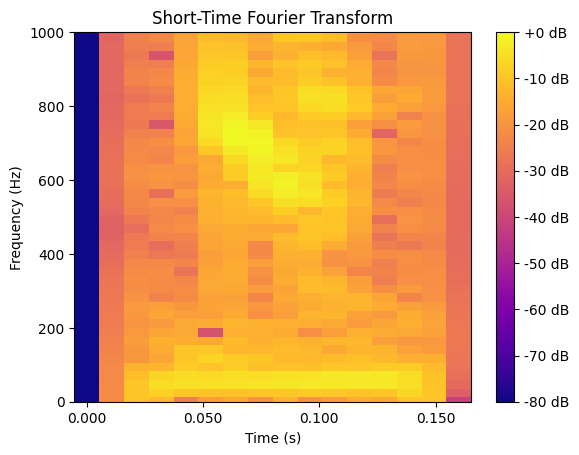 Short-Time Fourier Transform
1000
800
600
400
200
0
Frequency (Hz)
0.000
0.050
0.100
0.150
Time (s)
+0 dB
-10 dB
-20 dB
-30 dB
-40 dB
-50 dB
-60 dB
-70 dB
-80 dB